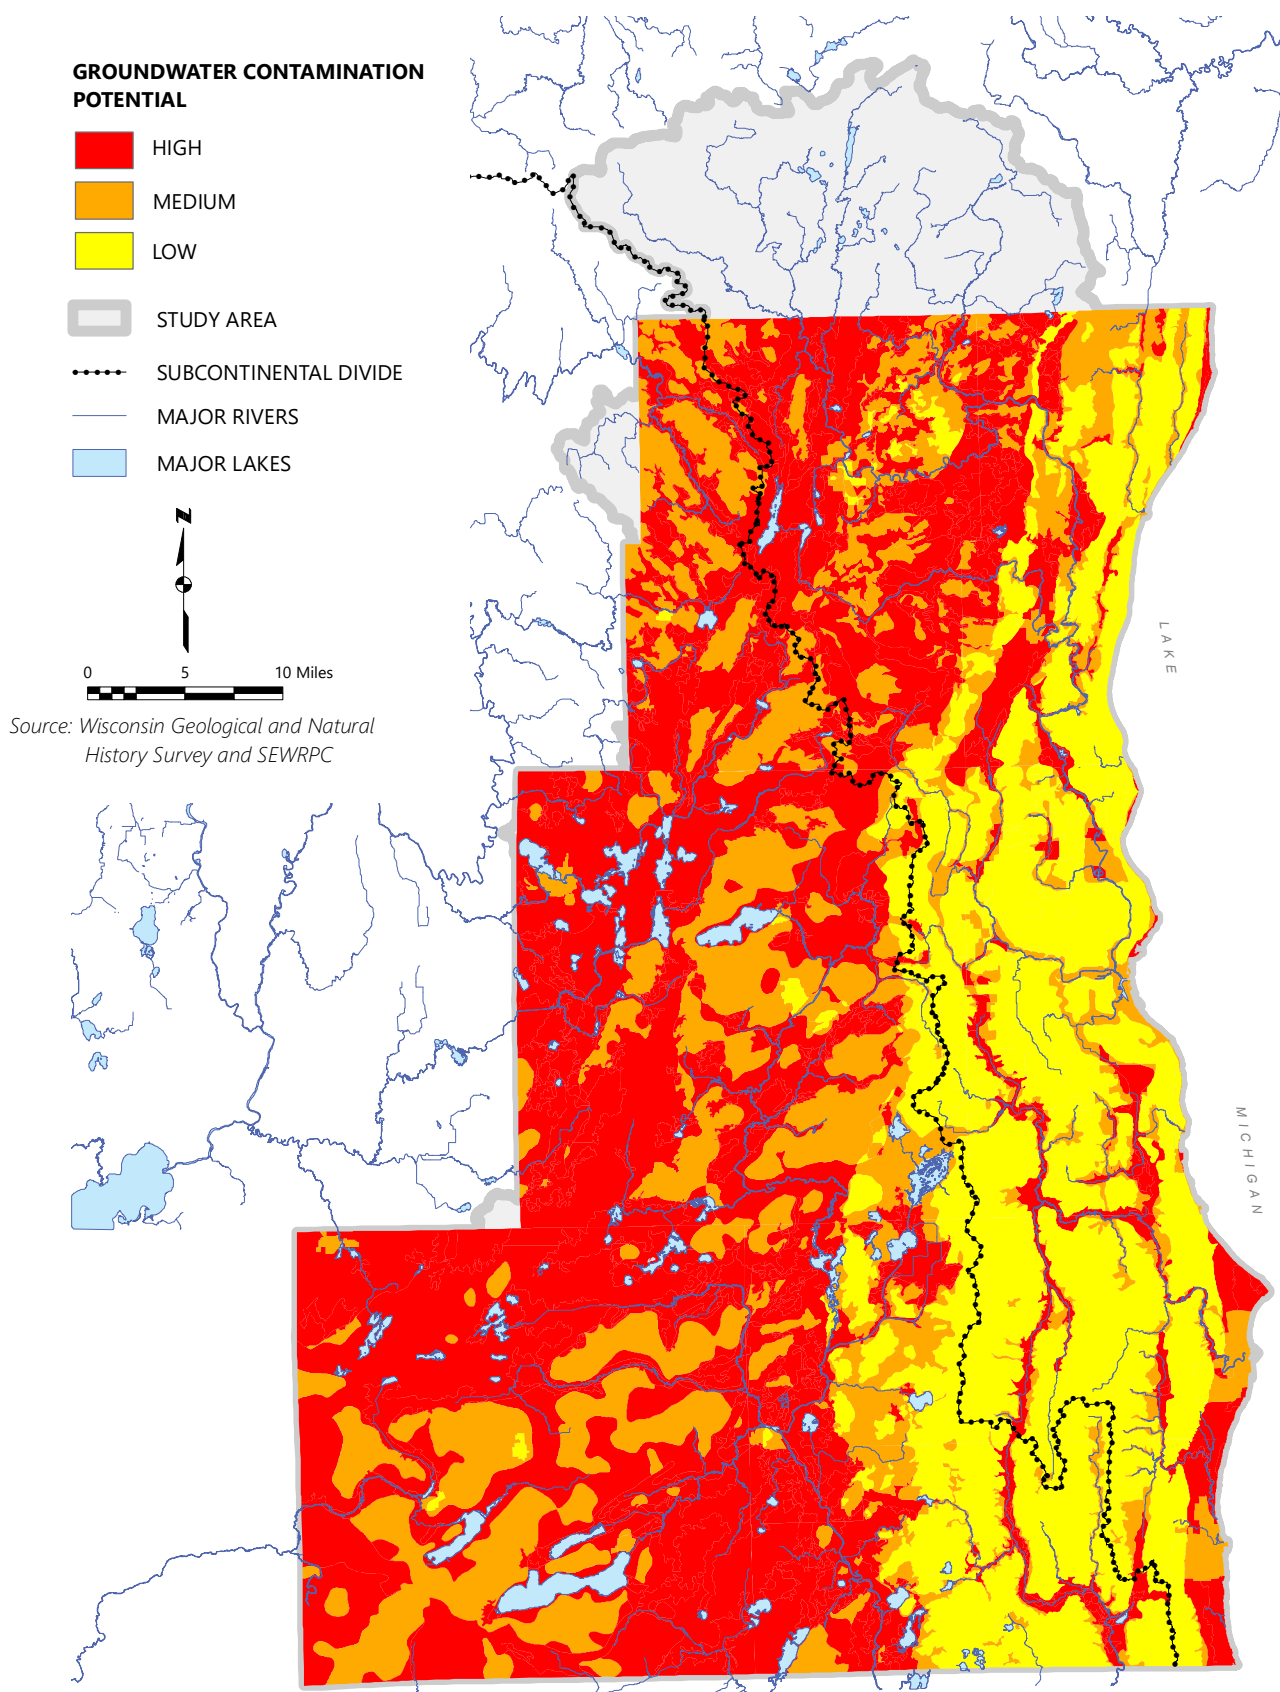 GROUNDWATER CONTAMINATION
POTENTIAL
HIGH
MEDIUM
LOW
STUDY AREA
SUBCONTINENTAL DIVIDE
MAJOR RIVERS
MAJOR LAKES
N
0 5 10 Miles
Source: Wisconsin Geological and Natural
History Survey and SEWRPC
LAKE
MICHIGAN